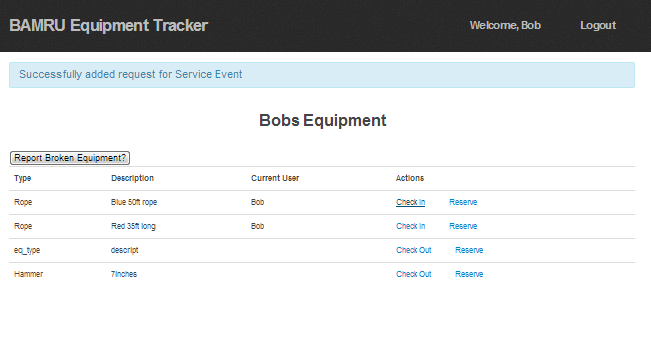 BAMRU Equipment Tracker Welcome, Bob Logout
Successfully added request for Service Event
Bobs Equipment
Report Broken Equipment?
Type Description Current User Actions
Rope Blue 50ft rope Bob Check In Reserve
Rope Red 35ft long Bob Check In Reserve
eq_type descript Check Out Reserve
Hammer 7inches Check Out Reserve